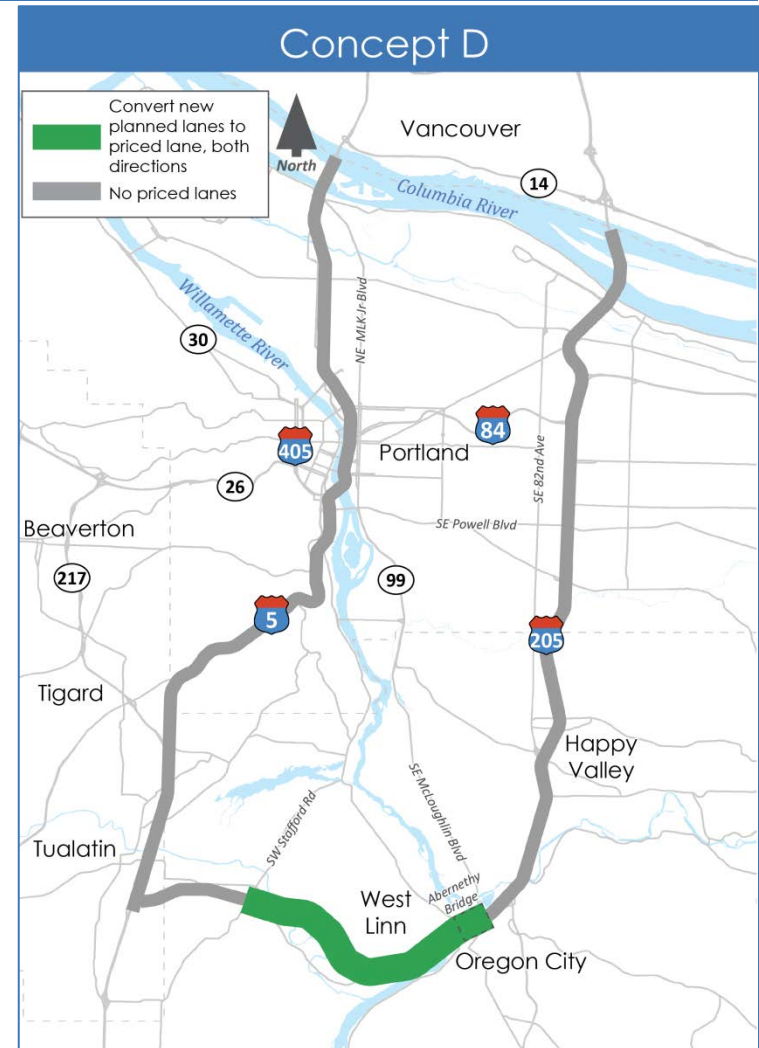 Concept D
Convert new
planned lanes to
priced lane, both
directions
No priced lanes
North
Vancouver
14
Columbia River
Willamette River
NE MLK Jr Blvd
30
405
Portland
84
SE 82nd Ave
26
Beaverton
SE Powell Blvd
217
99
5
205
Tigard
Happy
Valley
SE McLoughlin Blvd
SW Stafford Rd
Tualatin
West
Linn
Abernethy
Bridge
Oregon City